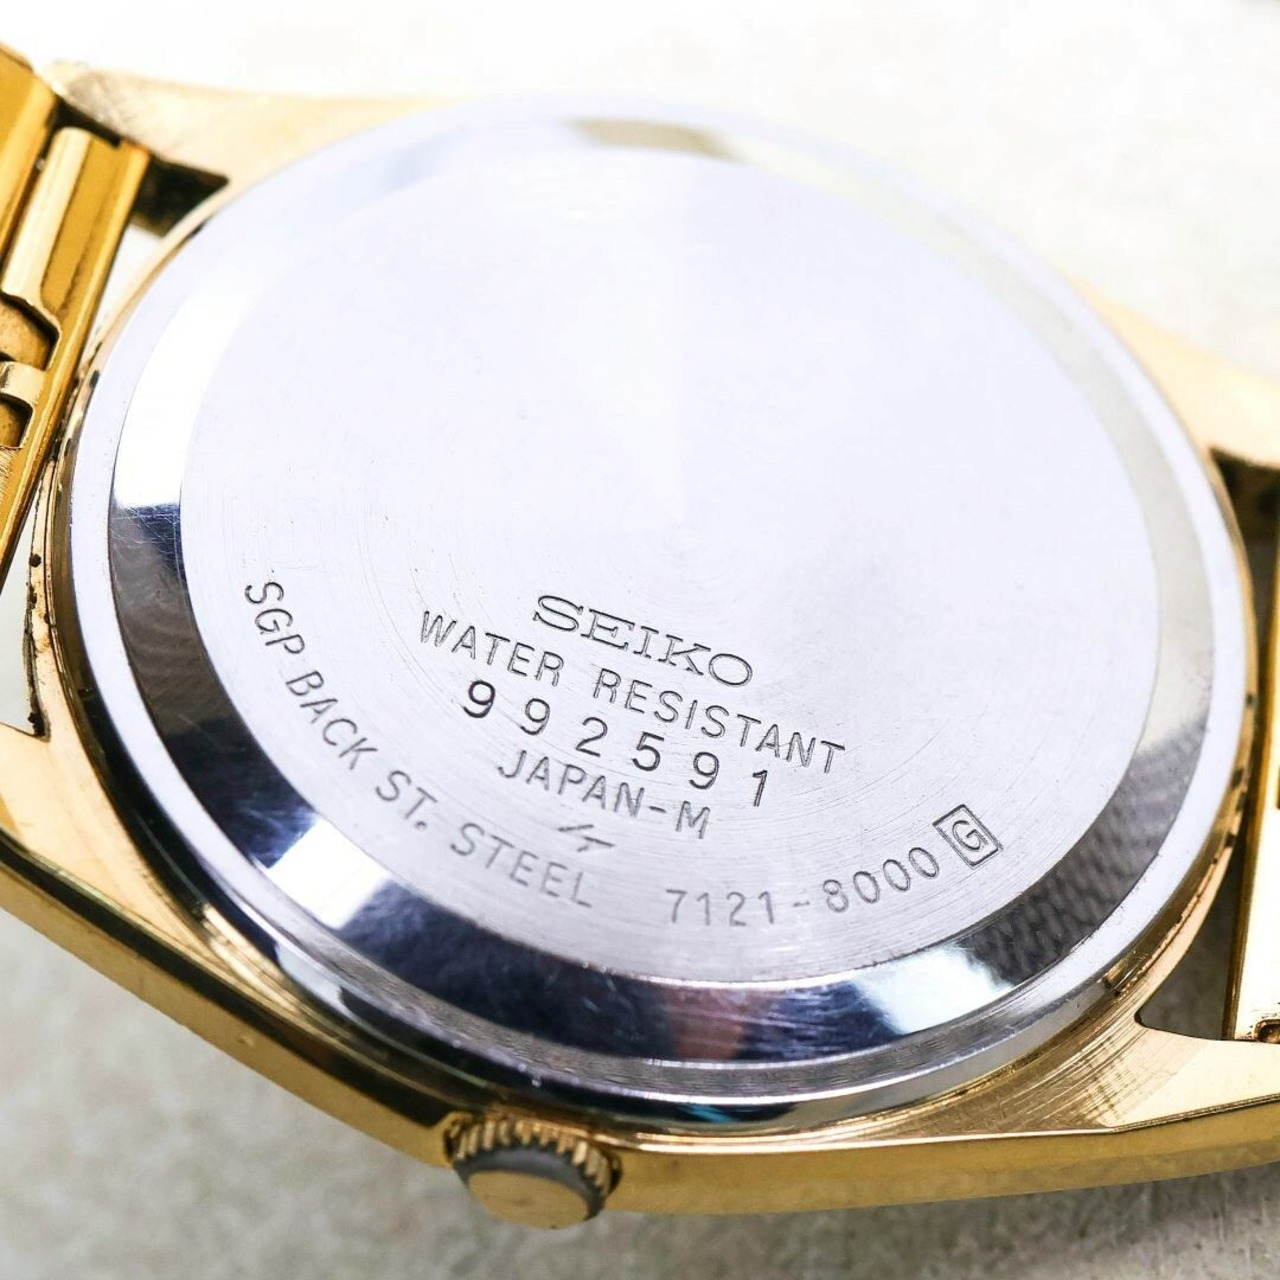 SEIKO
WATER RESISTANT
992591
JAPAN-M
SGP BACK ST. STEEL 7121-8000 G